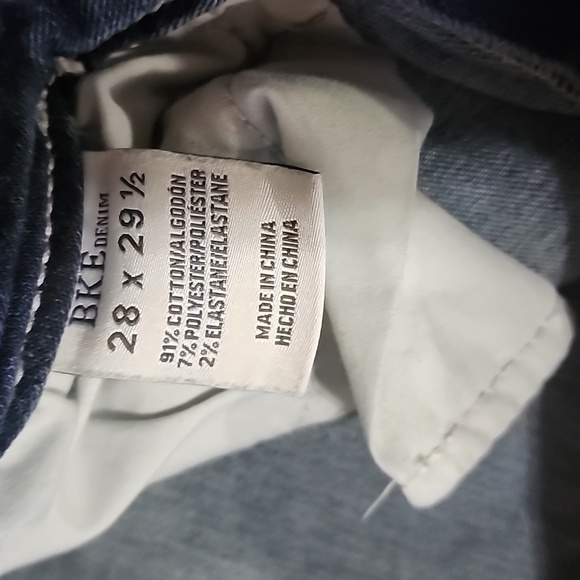 BKE DENIM
28 X 29 ½
91% COTTON/ALGODÓN
7% POLYESTER/POLIÉSTER
2% ELASTANE/ELASTANE
MADE IN CHINA
HECHO EN CHINA